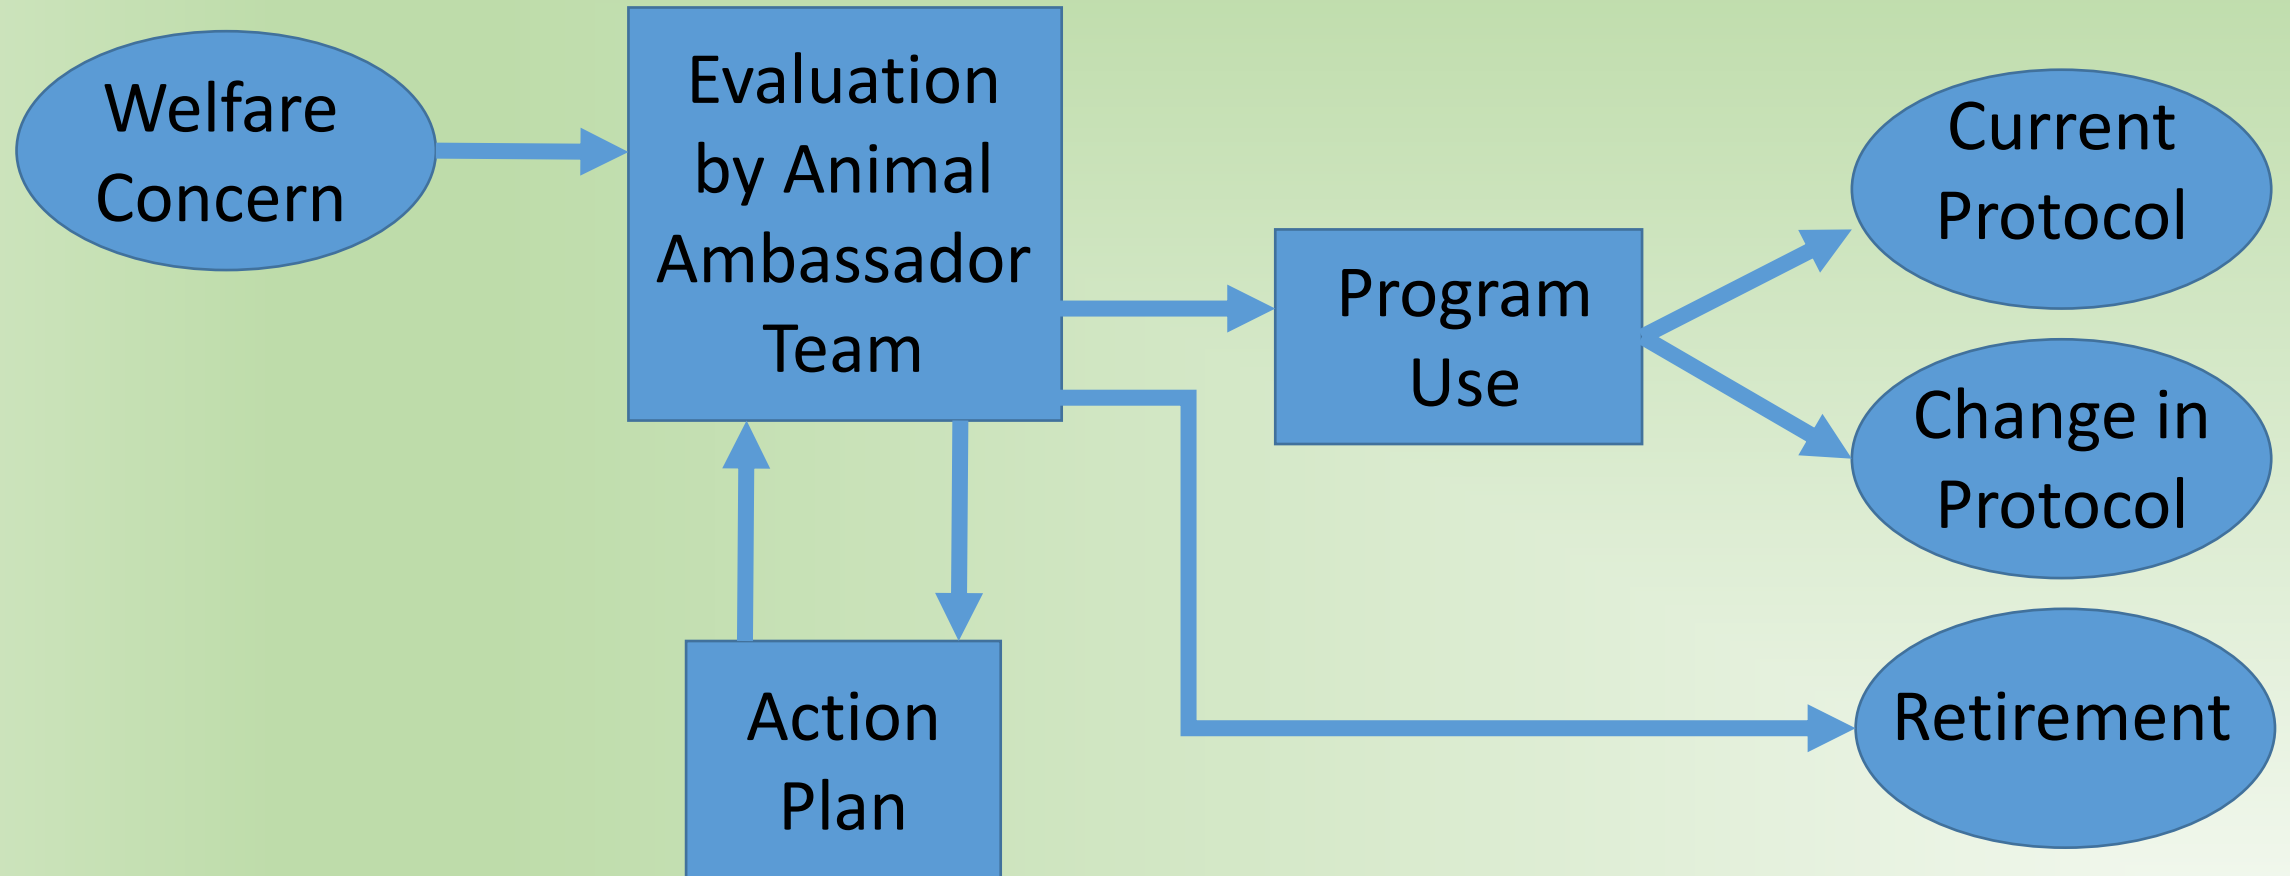 Welfare
Concern
Evaluation
by Animal
Ambassador
Team
Program
Use
Current
Protocol
Change in
Protocol
Action
Plan
Retirement